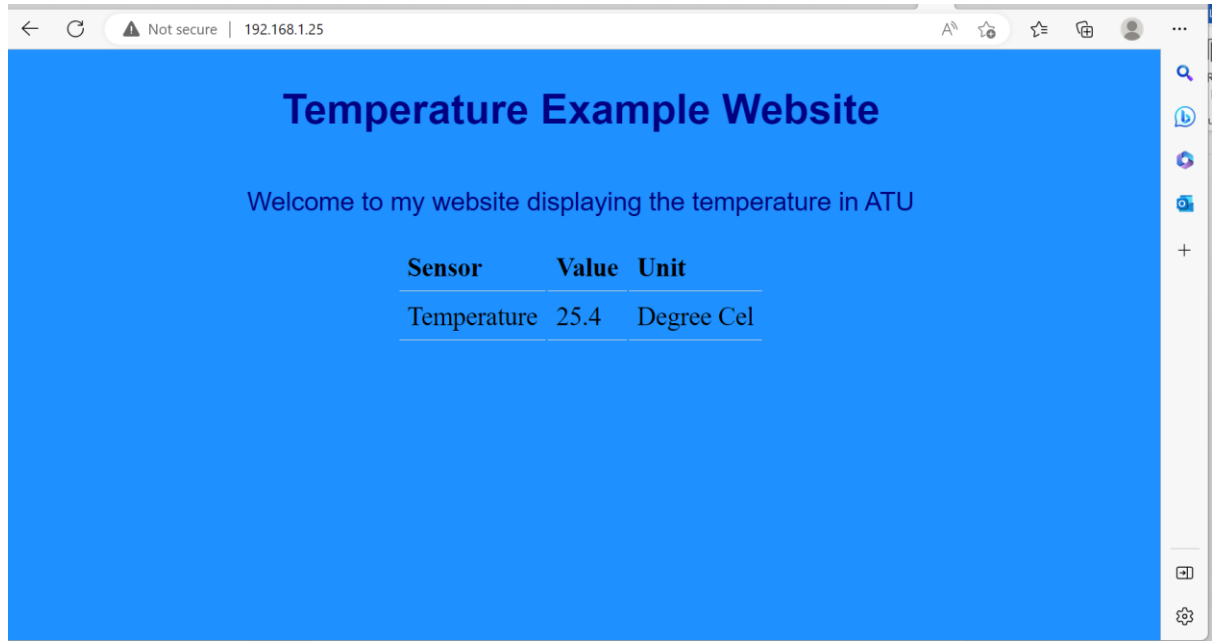 Not secure | 192.168.1.25
Temperature Example Website
Welcome to my website displaying the temperature in ATU
Sensor Value Unit
Temperature 25.4 Degree Cel